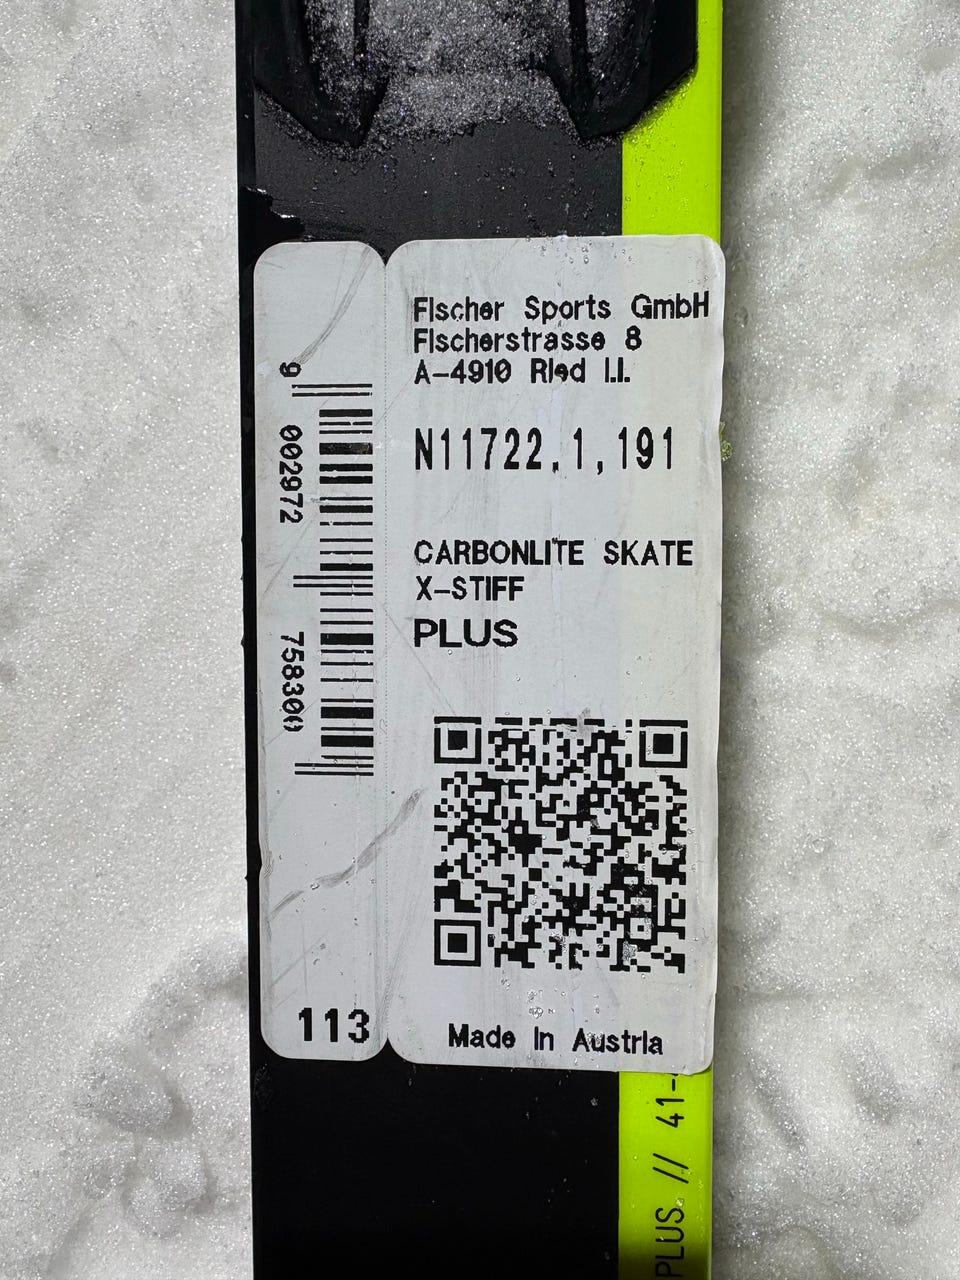 Fischer Sports GmbH
Fischerstrasse 8
A-4910 Ried I.I.
N11722.1,191
CARBONLITE SKATE
X-STIFF
PLUS
9 002972 758300
113
Made in Austria
PLUS // 41-